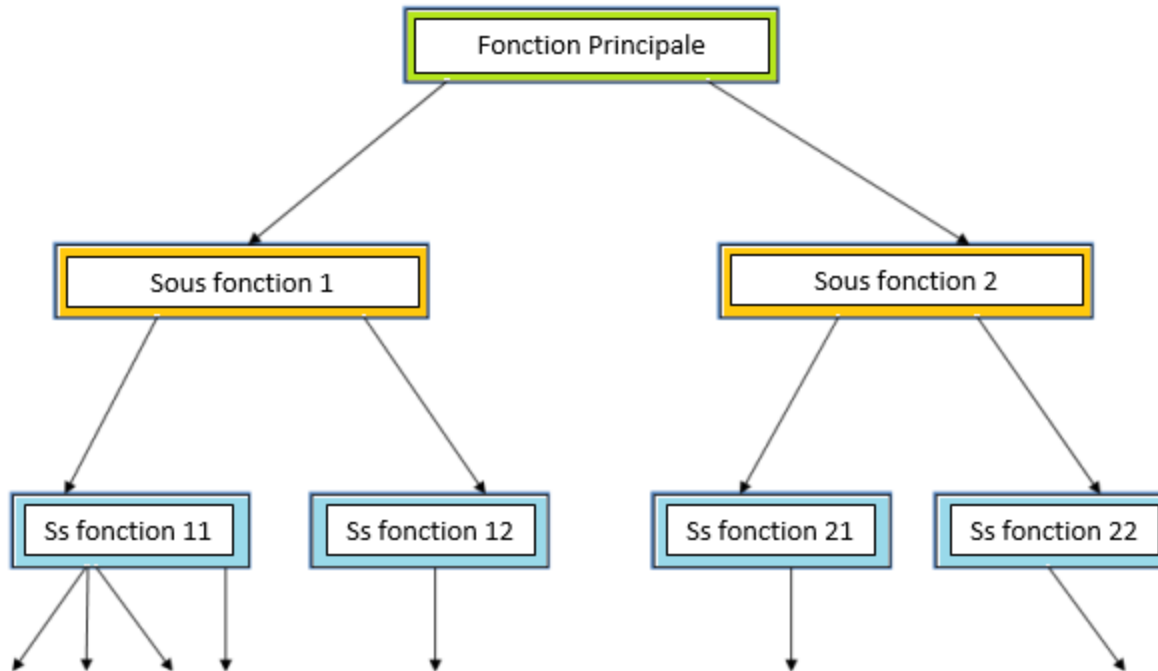 Fonction Principale
Sous fonction 1
Sous fonction 2
Ss fonction 11
Ss fonction 12
Ss fonction 21
Ss fonction 22